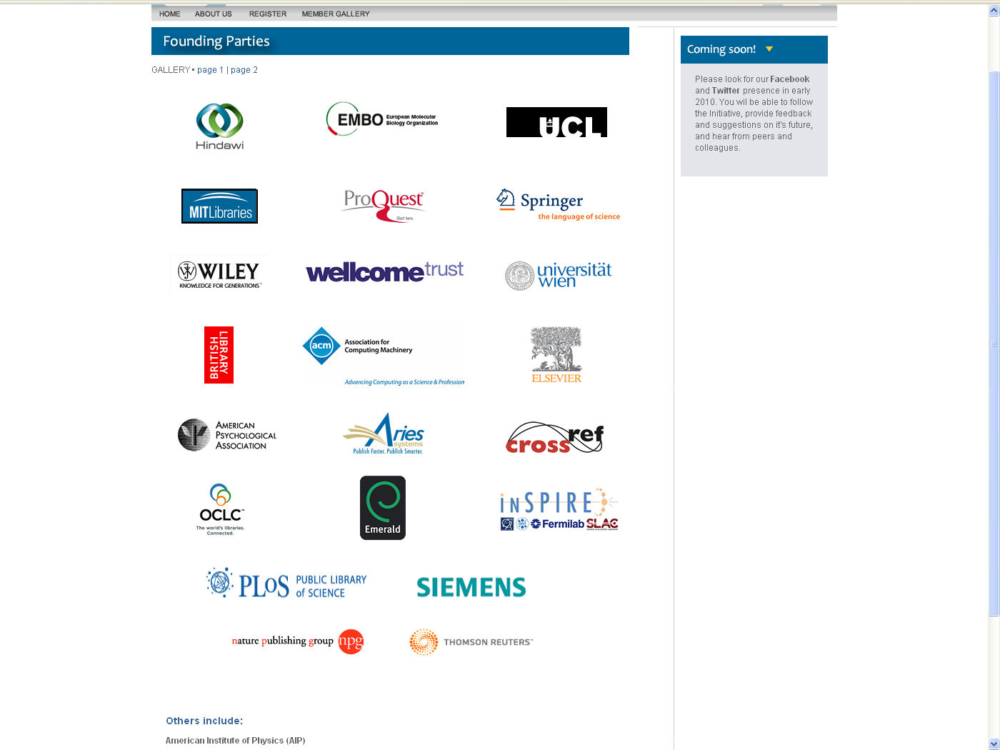 HOME ABOUT US REGISTER MEMBER GALLERY
Founding Parties
GALLERY • page 1 | page 2
Hindawi
EMBO European Molecular
Biology Organization
UCL
MITLibraries
ProQuest
Start here.
Springer
the language of science
WILEY
KNOWLEDGE FOR GENERATIONS™
wellcometrust
universität
wien
LIBRARY
BRITISH
acm
Association for
Computing Machinery
Advancing Computing as a Science & Profession
ELSEVIER
AMERICAN
PSYCHOLOGICAL
ASSOCIATION
Aries
systems
Publish Faster. Publish Smarter.
crossref
OCLC™
The world's libraries.
Connected.
Emerald
inSPIRE
Fermilab SLAC
PLoS PUBLIC LIBRARY
of SCIENCE
SIEMENS
nature publishing group npg
THOMSON REUTERS™
Others include:
American Institute of Physics (AIP)
Coming soon!
Please look for our Facebook
and Twitter presence in early
2010. You wil be able to follow
the Initiative, provide feedback
and suggestions on it's future,
and hear from peers and
colleagues.